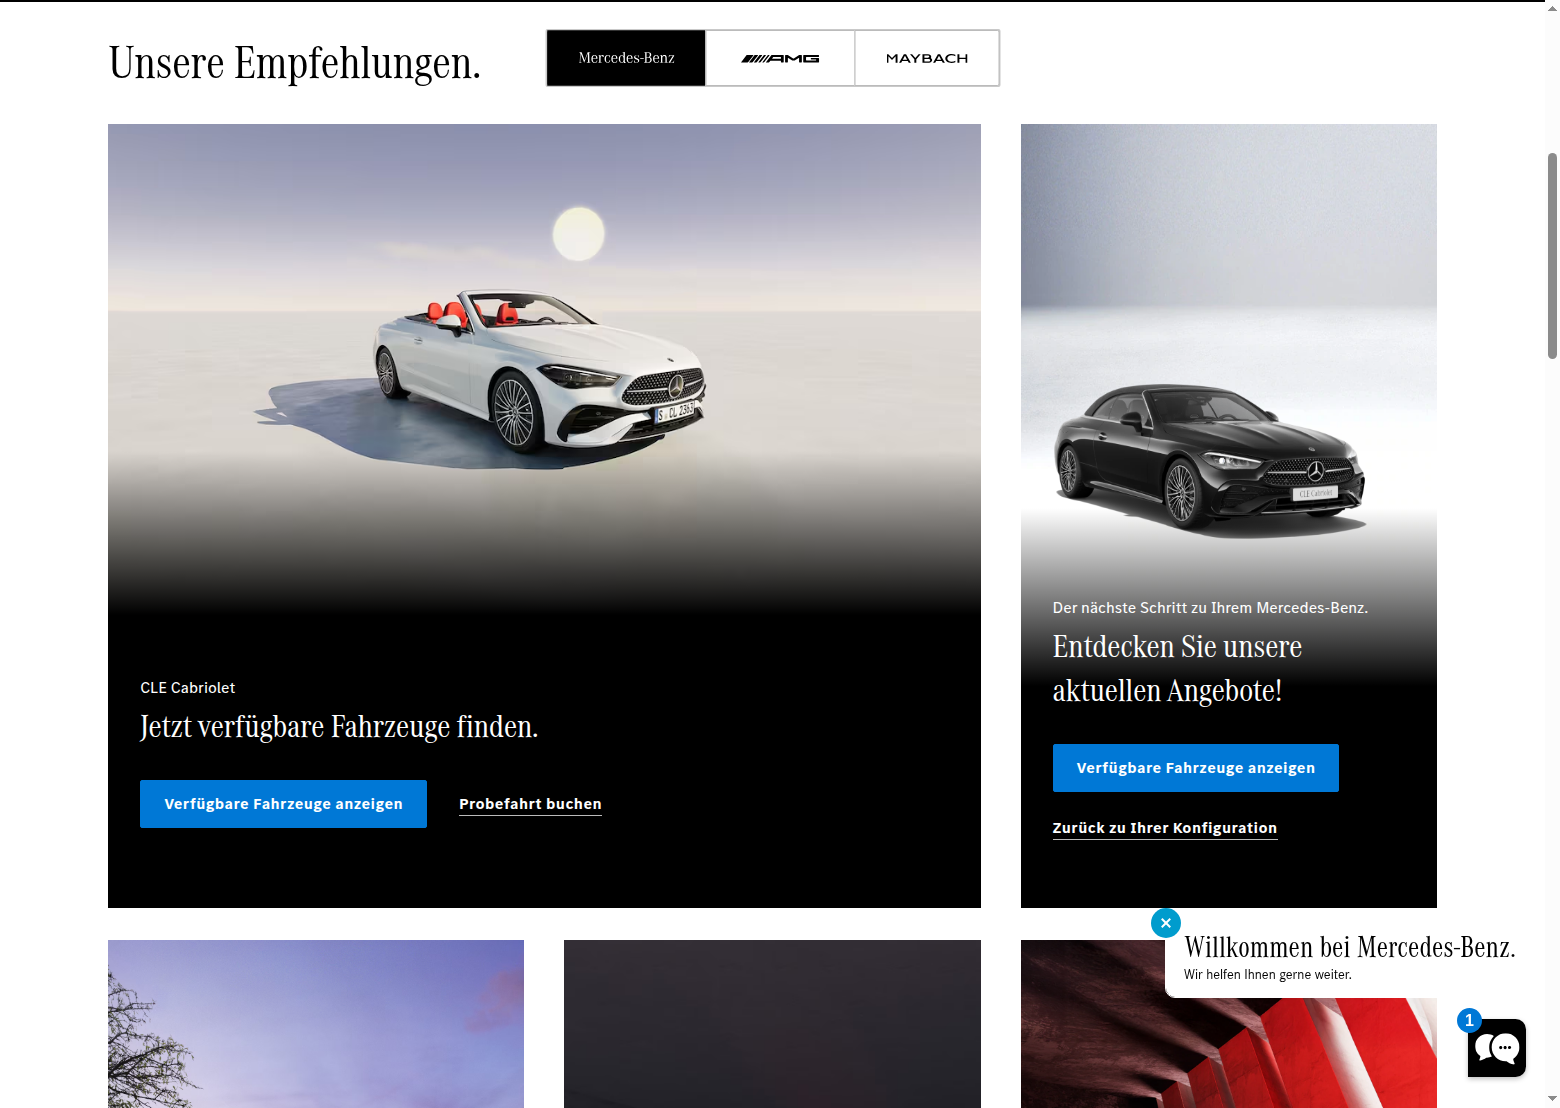 Unsere Empfehlungen.
Mercedes-Benz
AMG
MAYBACH
S CL 2363
CLE Cabriolet
Jetzt verfügbare Fahrzeuge finden.
Verfügbare Fahrzeuge anzeigen
Probefahrt buchen
CLE Cabriolet
Der nächste Schritt zu Ihrem Mercedes-Benz.
Entdecken Sie unsere
aktuellen Angebote!
Verfügbare Fahrzeuge anzeigen
Zurück zu Ihrer Konfiguration
Willkommen bei Mercedes-Benz.
Wir helfen Ihnen gerne weiter.
1